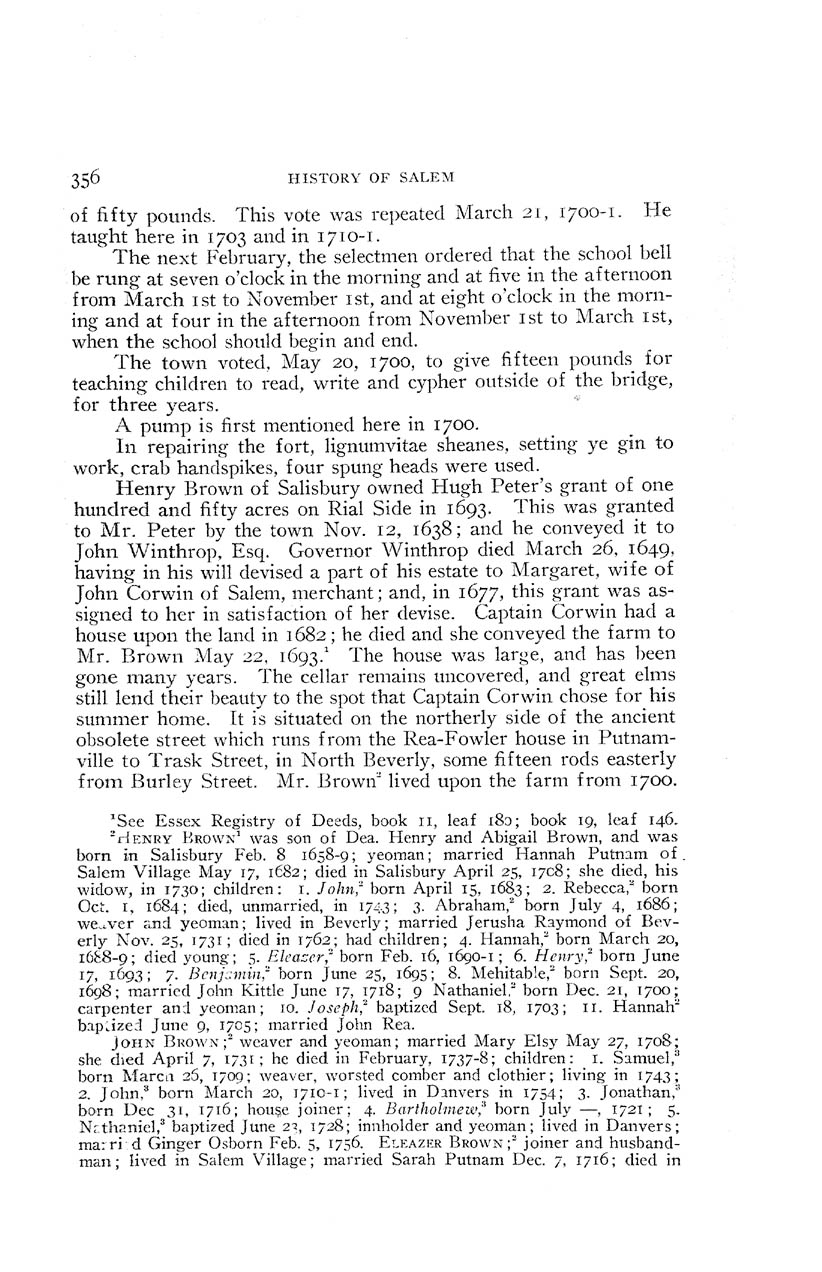 356 HISTORY OF SALEM
of fifty pounds. This vote was repeated March 21, 1700-1. He
taught here in 1703 and in 1710-1.
The next February, the selectmen ordered that the school bell
be rung at seven o'clock in the morning and at five in the afternoon
from March 1st to November 1st, and at eight o'clock in the morn-
ing and at four in the afternoon from November 1st to March 1st,
when the school should begin and end.
The town voted, May 20, 1700, to give fifteen pounds for
teaching children to read, write and cypher outside of the bridge,
for three years.
A pump is first mentioned here in 1700.
In repairing the fort, lignumvitae sheanes, setting ye gin to
work, crab handspikes, four spung heads were used.
Henry Brown of Salisbury owned Hugh Peter's grant of one
hundred and fifty acres on Rial Side in 1693. This was granted
to Mr. Peter by the town Nov. 12, 1638; and he conveyed it to
John Winthrop, Esq. Governor Winthrop died March 26, 1649,
having in his will devised a part of his estate to Margaret, wife of
John Corwin of Salem, merchant; and, in 1677, this grant was as-
signed to her in satisfaction of her devise. Captain Corwin had a
house upon the land in 1682; he died and she conveyed the farm to
Mr. Brown May 22, 1693.¹ The house was large, and has been
gone many years. The cellar remains uncovered, and great elms
still lend their beauty to the spot that Captain Corwin chose for his
summer home. It is situated on the northerly side of the ancient
obsolete street which runs from the Rea-Fowler house in Putnam-
ville to Trask Street, in North Beverly, some fifteen rods easterly
from Burley Street. Mr. Brown² lived upon the farm from 1700.
¹See Essex Registry of Deeds, book 11, leaf 180; book 19, leaf 146.
²HENRY BROWN¹ was son of Dea. Henry and Abigail Brown, and was
born in Salisbury Feb. 8 1658-9; yeoman; married Hannah Putnam of
Salem Village May 17, 1682; died in Salisbury April 25, 1708; she died, his
widow, in 1730; children: 1. John,² born April 15, 1683; 2. Rebecca,² born
Oct. 1, 1684; died, unmarried, in 1743; 3. Abraham,² born July 4, 1686;
weaver and yeoman; lived in Beverly; married Jerusha Raymond of Bev-
erly Nov. 25, 1731; died in 1762; had children; 4. Hannah,² born March 20,
1688-9; died young; 5. Eleazer,² born Feb. 16, 1690-1; 6. Henry,² born June
17, 1693; 7. Benjamin,² born June 25, 1695; 8. Mehitable,² born Sept. 20,
1698; married John Kittle June 17, 1718; 9 Nathaniel,² born Dec. 21, 1700;
carpenter and yeoman; 10. Joseph,² baptized Sept. 18, 1703; 11. Hannah²
baptized June 9, 1705; married John Rea.
JOHN BROWN;² weaver and yeoman; married Mary Elsy May 27, 1708;
she died April 7, 1731; he died in February, 1737-8; children: 1. Samuel,³
born March 26, 1709; weaver, worsted comber and clothier; living in 1743;
2. John,³ born March 20, 1710-1; lived in Danvers in 1754; 3. Jonathan,³
born Dec 31, 1716; house joiner; 4. Bartholmew,³ born July —, 1721; 5.
Nathaniel,³ baptized June 23, 1728; innholder and yeoman; lived in Danvers;
married Ginger Osborn Feb. 5, 1756. ELEAZER BROWN;² joiner and husband-
man; lived in Salem Village; married Sarah Putnam Dec. 7, 1716; died in